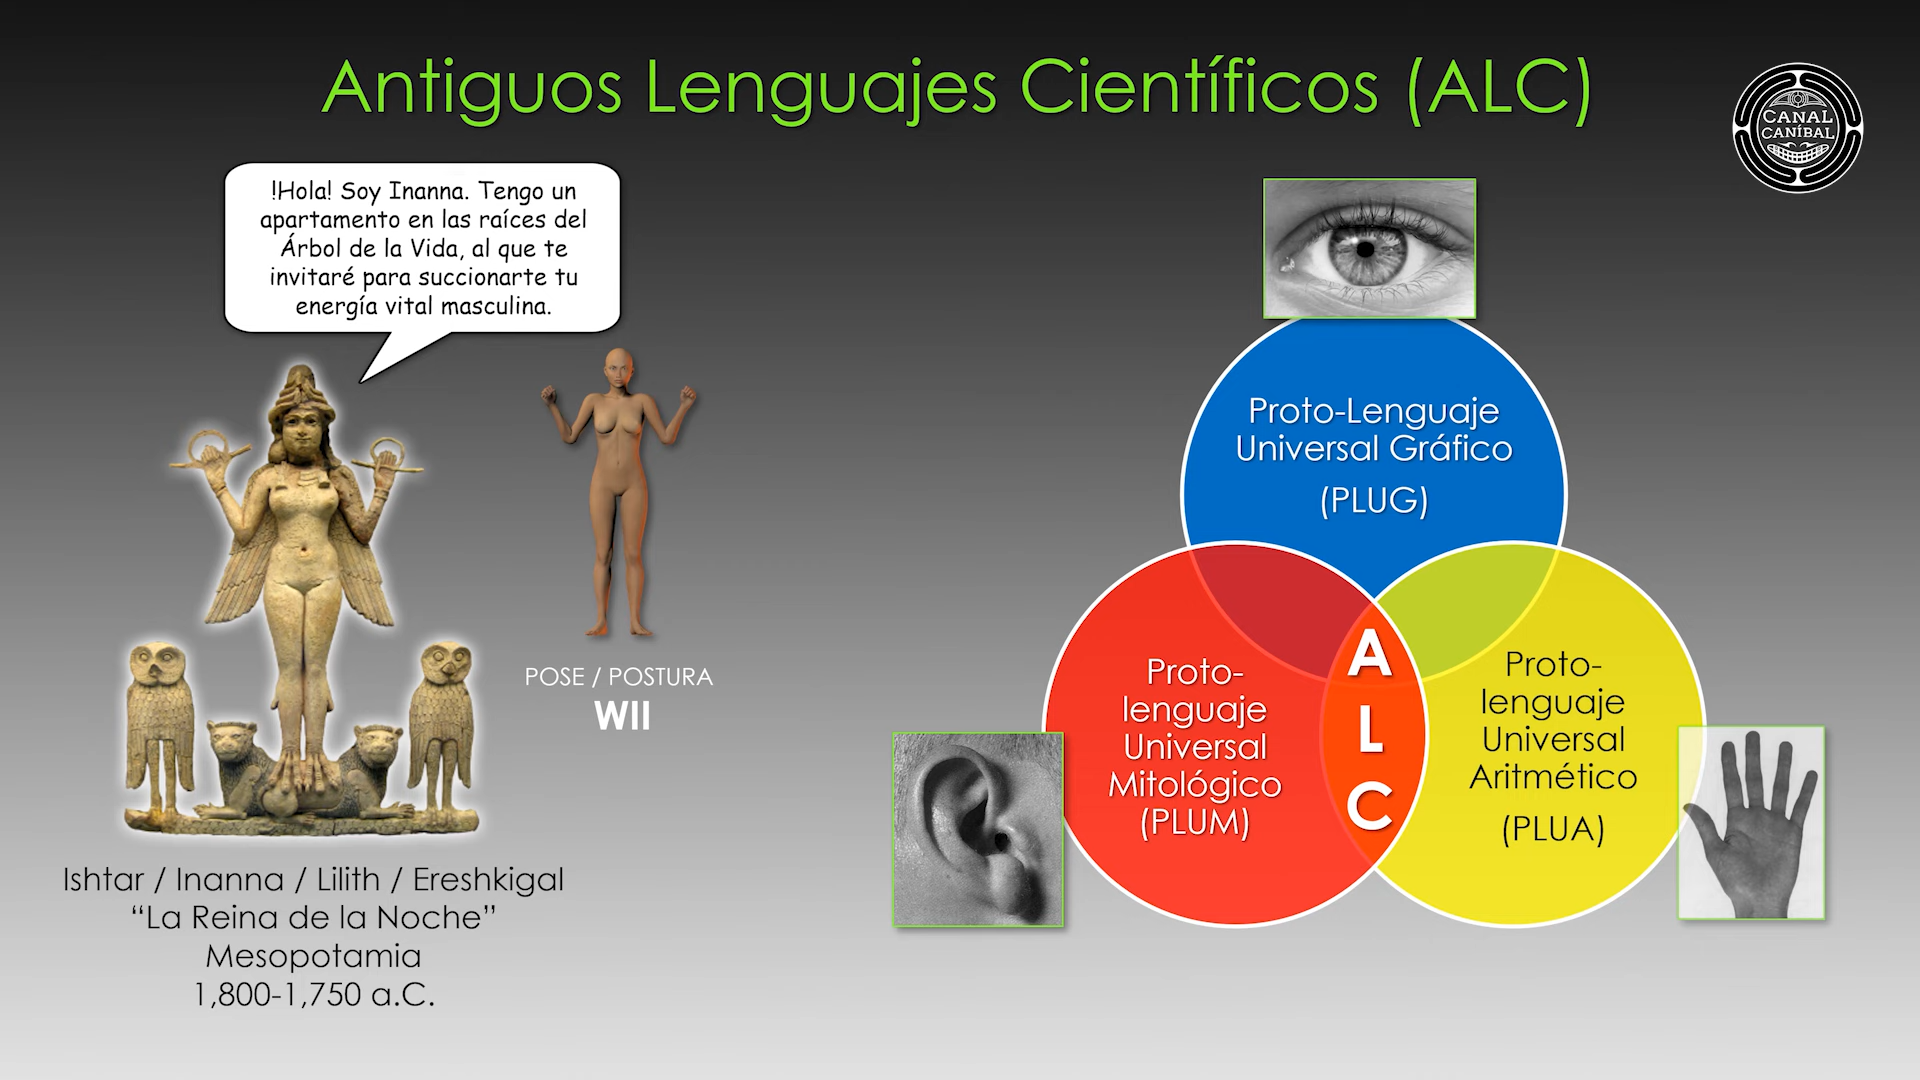 Antiguos Lenguajes Científicos (ALC)
CANAL
CANÍBAL
!Hola! Soy Inanna. Tengo un
apartamento en las raíces del
Árbol de la Vida, al que te
invitaré para succionarte tu
energía vital masculina.
POSE / POSTURA
WII
Ishtar / Inanna / Lilith / Ereshkigal
“La Reina de la Noche”
Mesopotamia
1,800-1,750 a.C.
Proto-Lenguaje
Universal Gráfico
(PLUG)
Proto-
lenguaje
Universal
Mitológico
(PLUM)
A
L
C
Proto-
lenguaje
Universal
Aritmético
(PLUA)